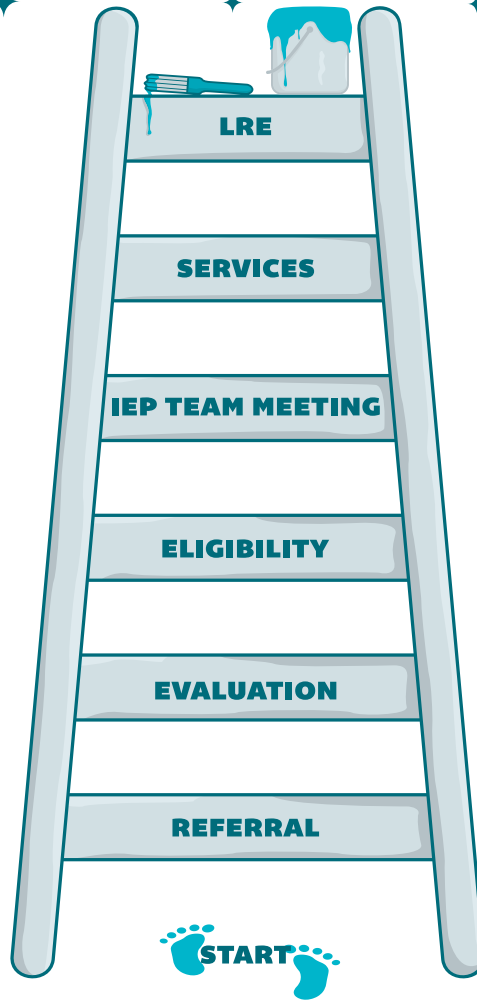 LRE
SERVICES
IEP TEAM MEETING
ELIGIBILITY
EVALUATION
REFERRAL
START